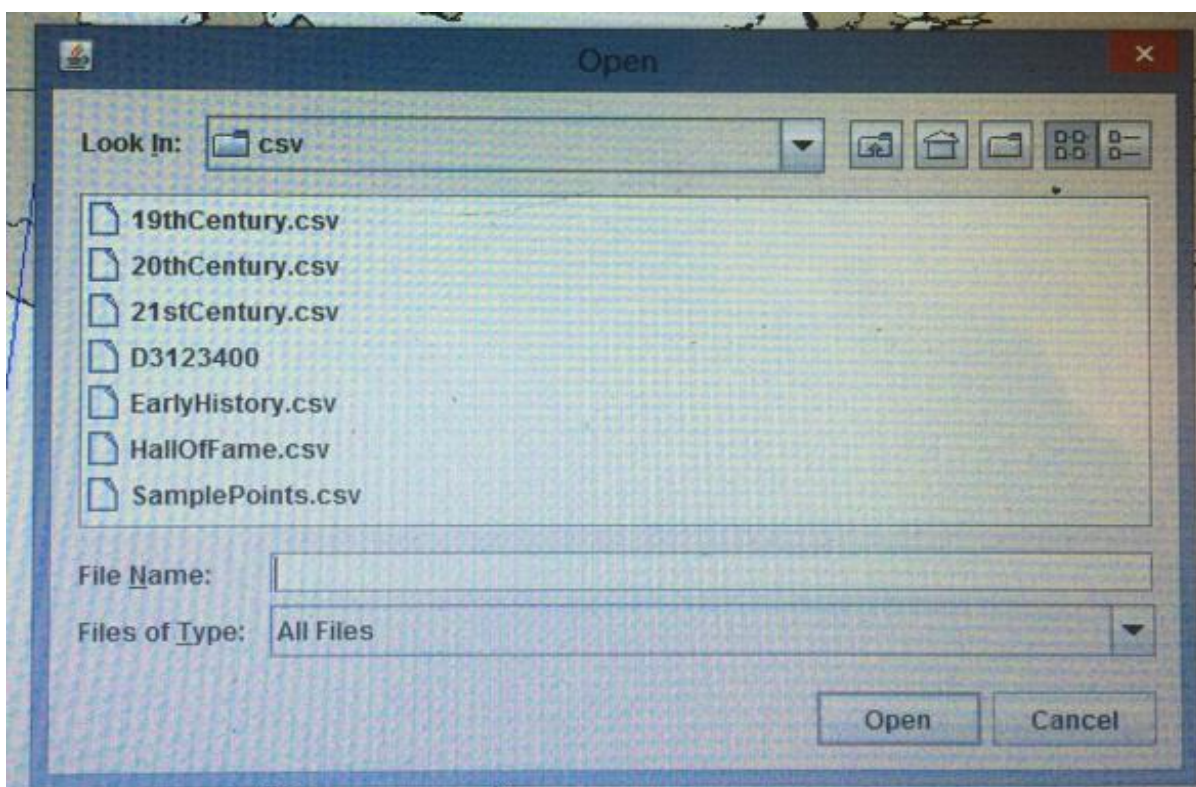 Open
Look In: csv
19thCentury.csv
20thCentury.csv
21stCentury.csv
D3123400
EarlyHistory.csv
HallOfFame.csv
SamplePoints.csv
File Name:
Files of Type: All Files
Open Cancel